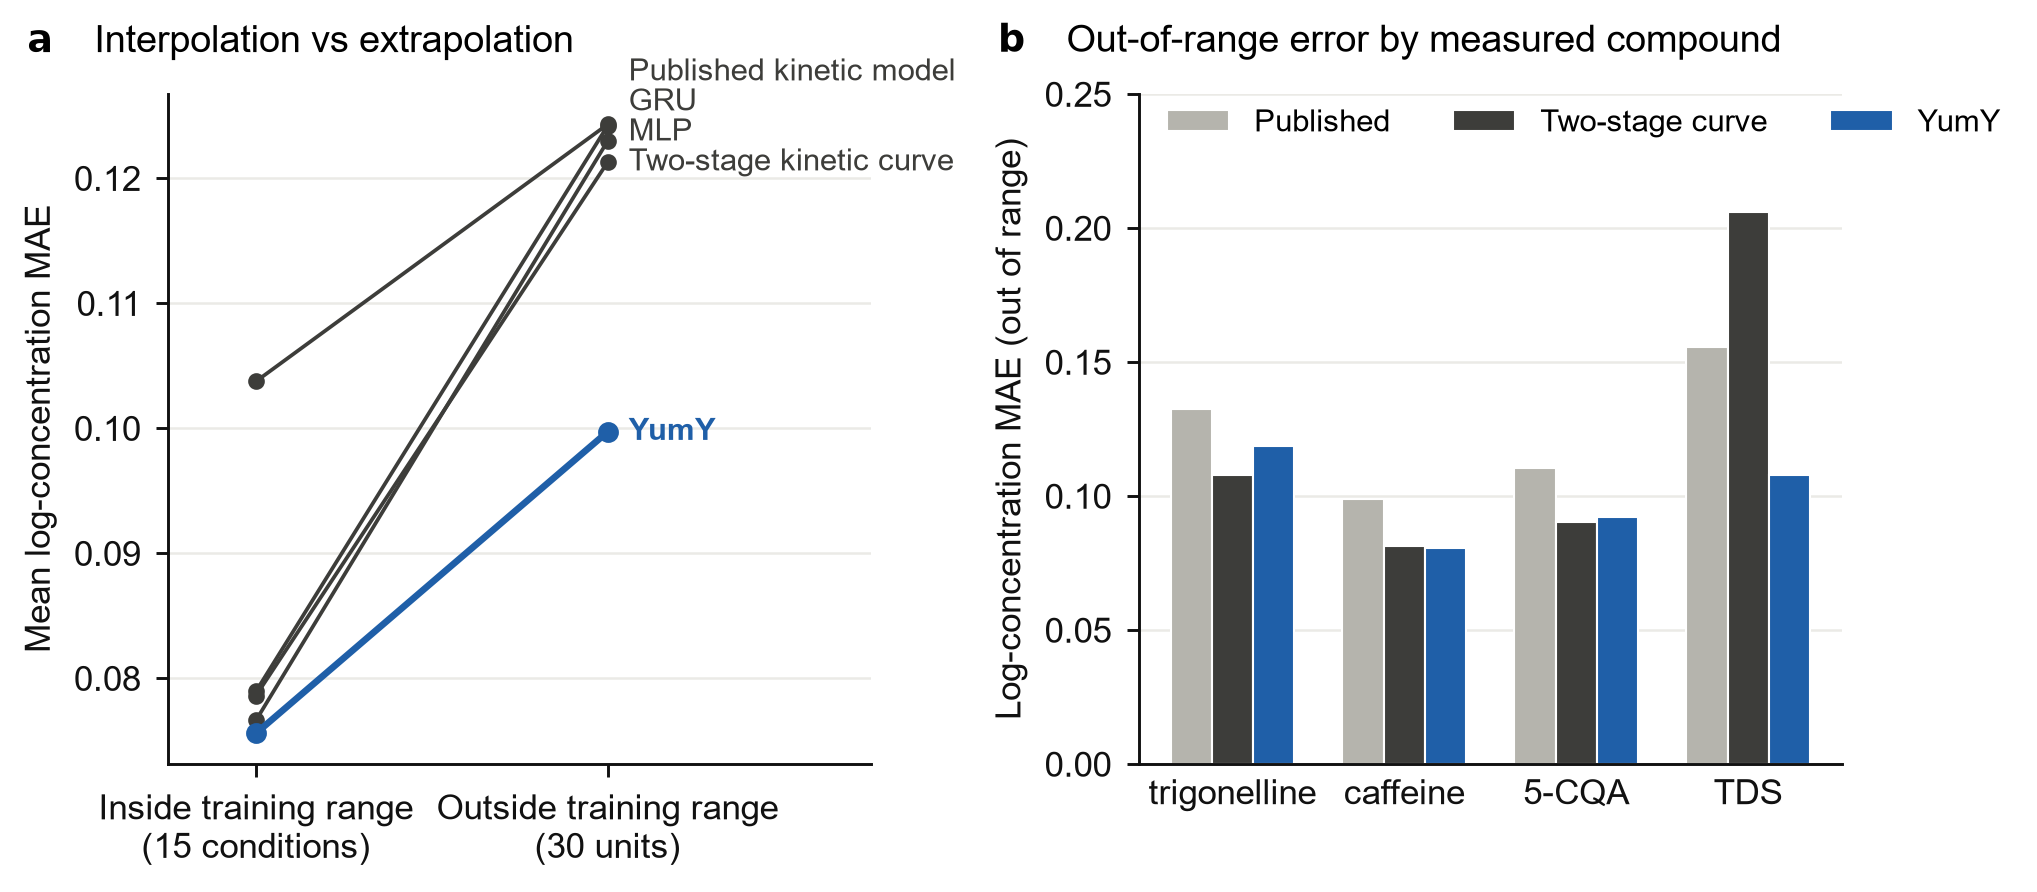 a Interpolation vs extrapolation
Published kinetic model
GRU
MLP
Two-stage kinetic curve
YumY
Mean log-concentration MAE
0.12
0.11
0.10
0.09
0.08
Inside training range
(15 conditions)
Outside training range
(30 units)
b Out-of-range error by measured compound
Published
Two-stage curve
YumY
Log-concentration MAE (out of range)
0.25
0.20
0.15
0.10
0.05
0.00
trigonelline
caffeine
5-CQA
TDS